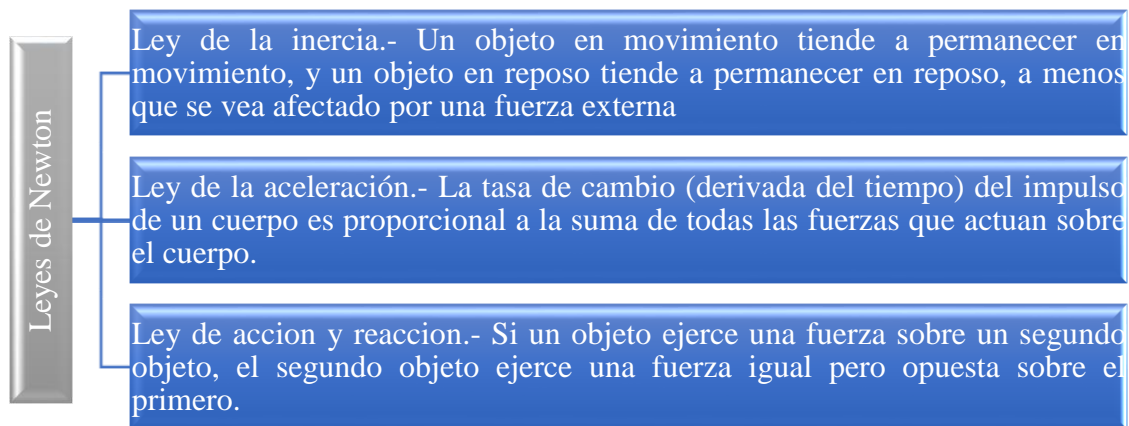 Leyes de Newton
Ley de la inercia.- Un objeto en movimiento tiende a permanecer en
movimiento, y un objeto en reposo tiende a permanecer en reposo, a menos
que se vea afectado por una fuerza externa
Ley de la aceleración.- La tasa de cambio (derivada del tiempo) del impulso
de un cuerpo es proporcional a la suma de todas las fuerzas que actuan sobre
el cuerpo.
Ley de accion y reaccion.- Si un objeto ejerce una fuerza sobre un segundo
objeto, el segundo objeto ejerce una fuerza igual pero opuesta sobre el
primero.